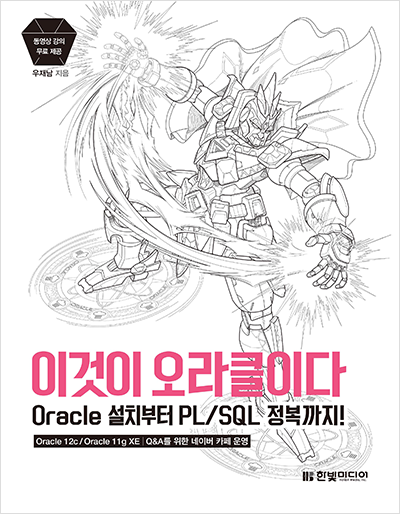 동영상 강의
무료 제공
우재남 지음
이것이 오라클이다
Oracle 설치부터 PL/SQL 정복까지!
Oracle 12c/Oracle 11g XE | Q&A를 위한 네이버 카페 운영
한빛미디어